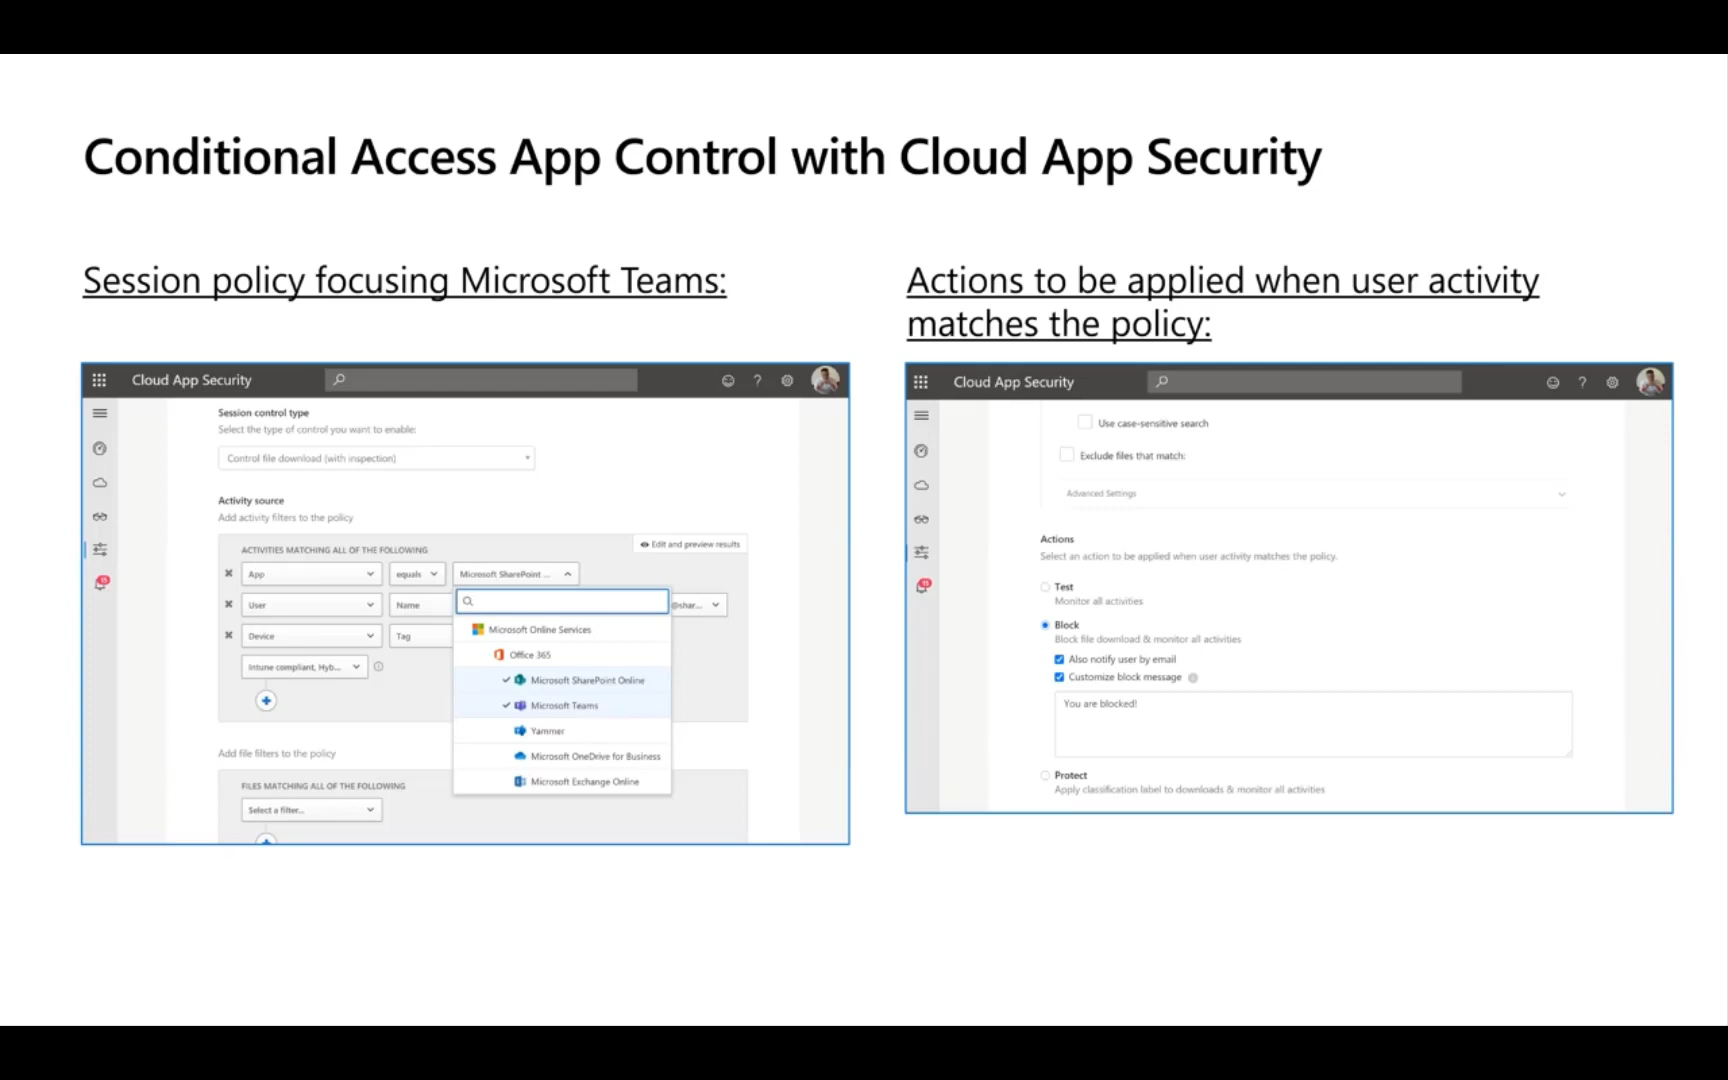 Conditional Access App Control with Cloud App Security
Session policy focusing Microsoft Teams:
Cloud App Security
Session control type
Select the type of control you want to enable:
Control file download (with inspection)
Activity source
Add activity filters to the policy
ACTIVITIES MATCHING ALL OF THE FOLLOWING
Edit and preview results
App equals Microsoft SharePoint ...
User Name @shar...
Device Tag
Intune compliant, Hyb...
Microsoft Online Services
Office 365
Microsoft SharePoint Online
Microsoft Teams
Yammer
Microsoft OneDrive for Business
Microsoft Exchange Online
Add file filters to the policy
FILES MATCHING ALL OF THE FOLLOWING
Select a filter...
Actions to be applied when user activity
matches the policy:
Cloud App Security
?
Use case-sensitive search
Exclude files that match:
Advanced Settings
Actions
Select an action to be applied when user activity matches the policy.
Test
Monitor all activities
Block
Block file download & monitor all activities
Also notify user by email
Customize block message
You are blocked!
Protect
Apply classification label to downloads & monitor all activities